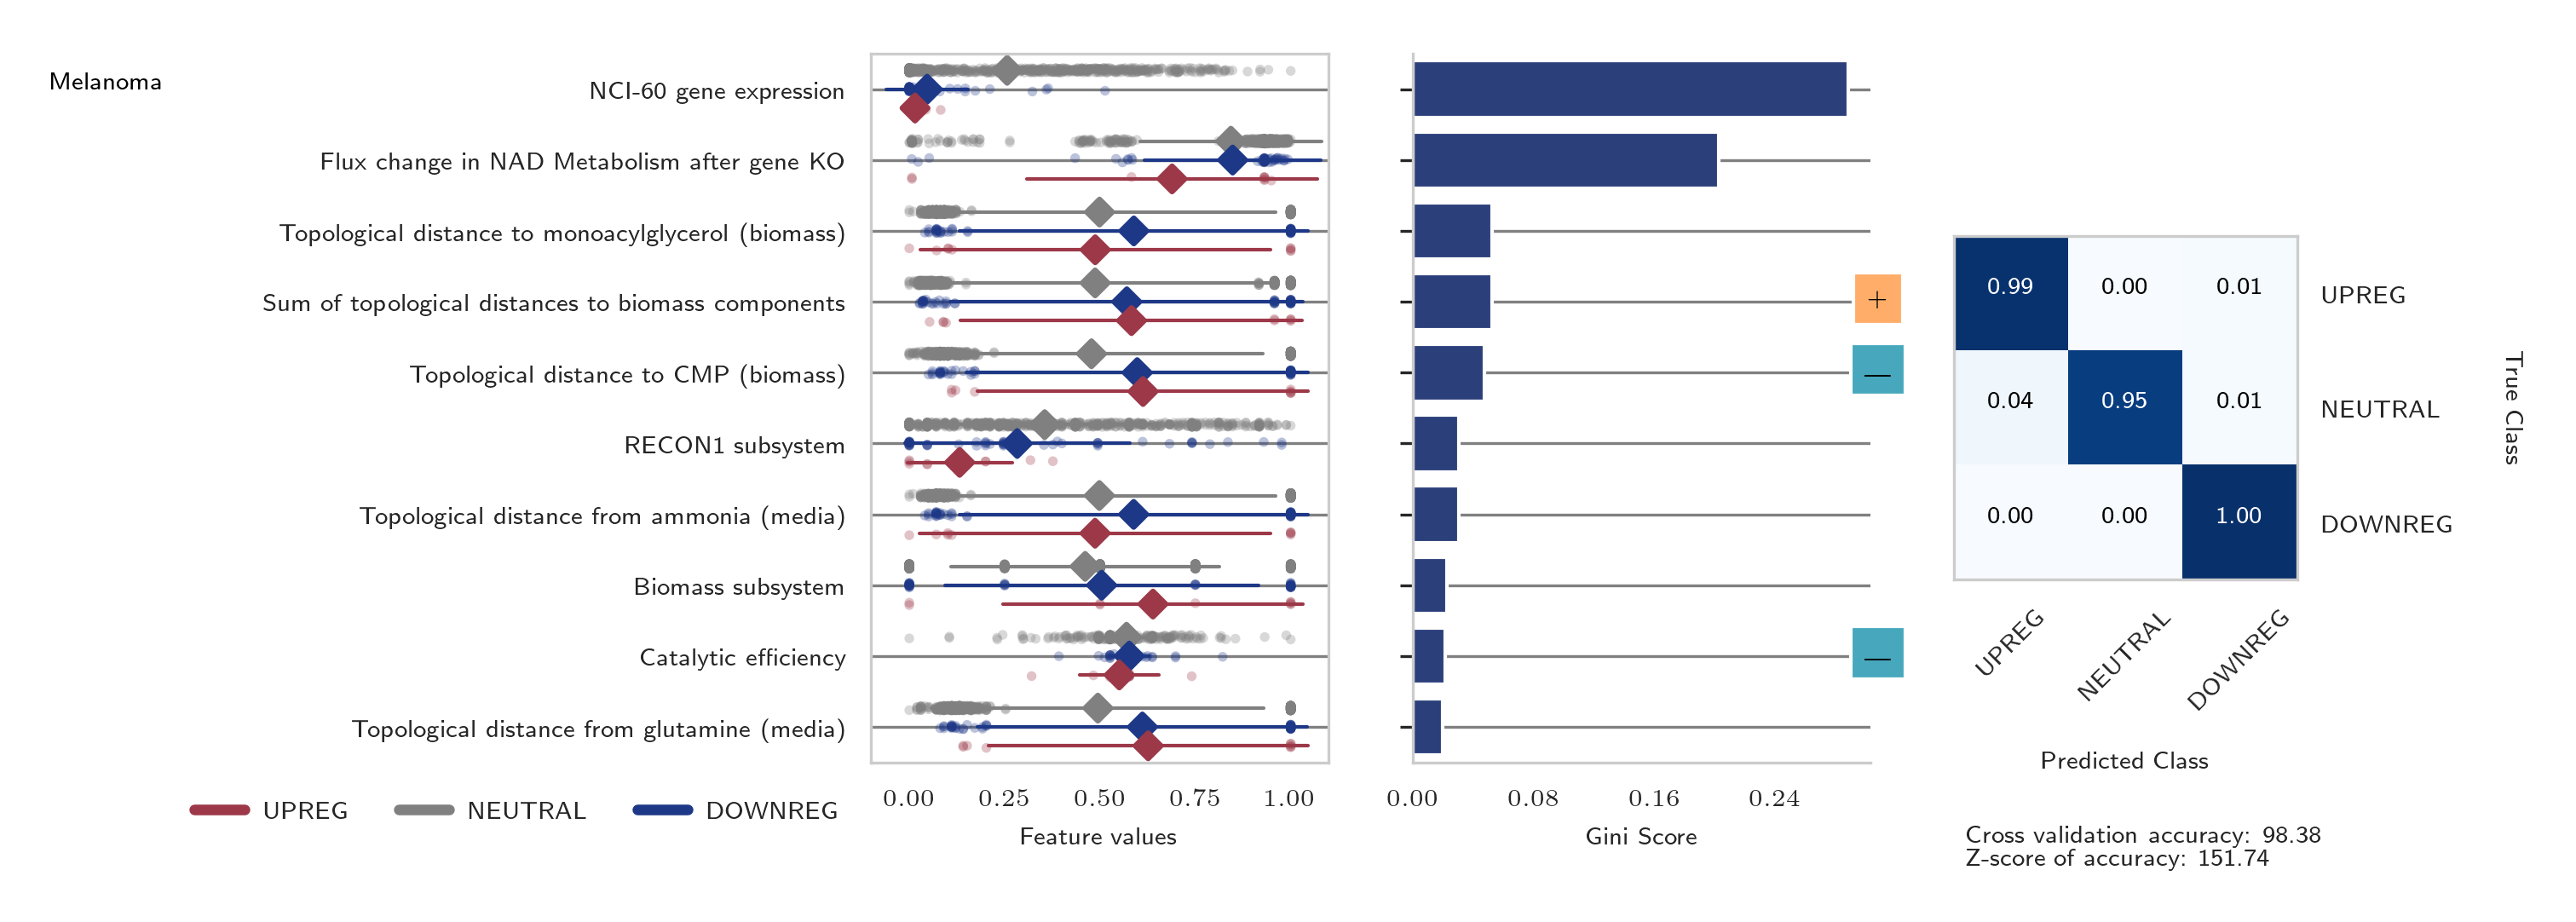 Melanoma
NCI-60 gene expression
Flux change in NAD Metabolism after gene KO
Topological distance to monoacylglycerol (biomass)
Sum of topological distances to biomass components
Topological distance to CMP (biomass)
RECON1 subsystem
Topological distance from ammonia (media)
Biomass subsystem
Catalytic efficiency
Topological distance from glutamine (media)
UPREG NEUTRAL DOWNREG
0.00 0.25 0.50 0.75 1.00
Feature values
+
—
—
0.00 0.08 0.16 0.24
Gini Score
0.99 0.00 0.01 UPREG
0.04 0.95 0.01 NEUTRAL
0.00 0.00 1.00 DOWNREG
True Class
UPREG NEUTRAL DOWNREG
Predicted Class
Cross validation accuracy: 98.38
Z-score of accuracy: 151.74